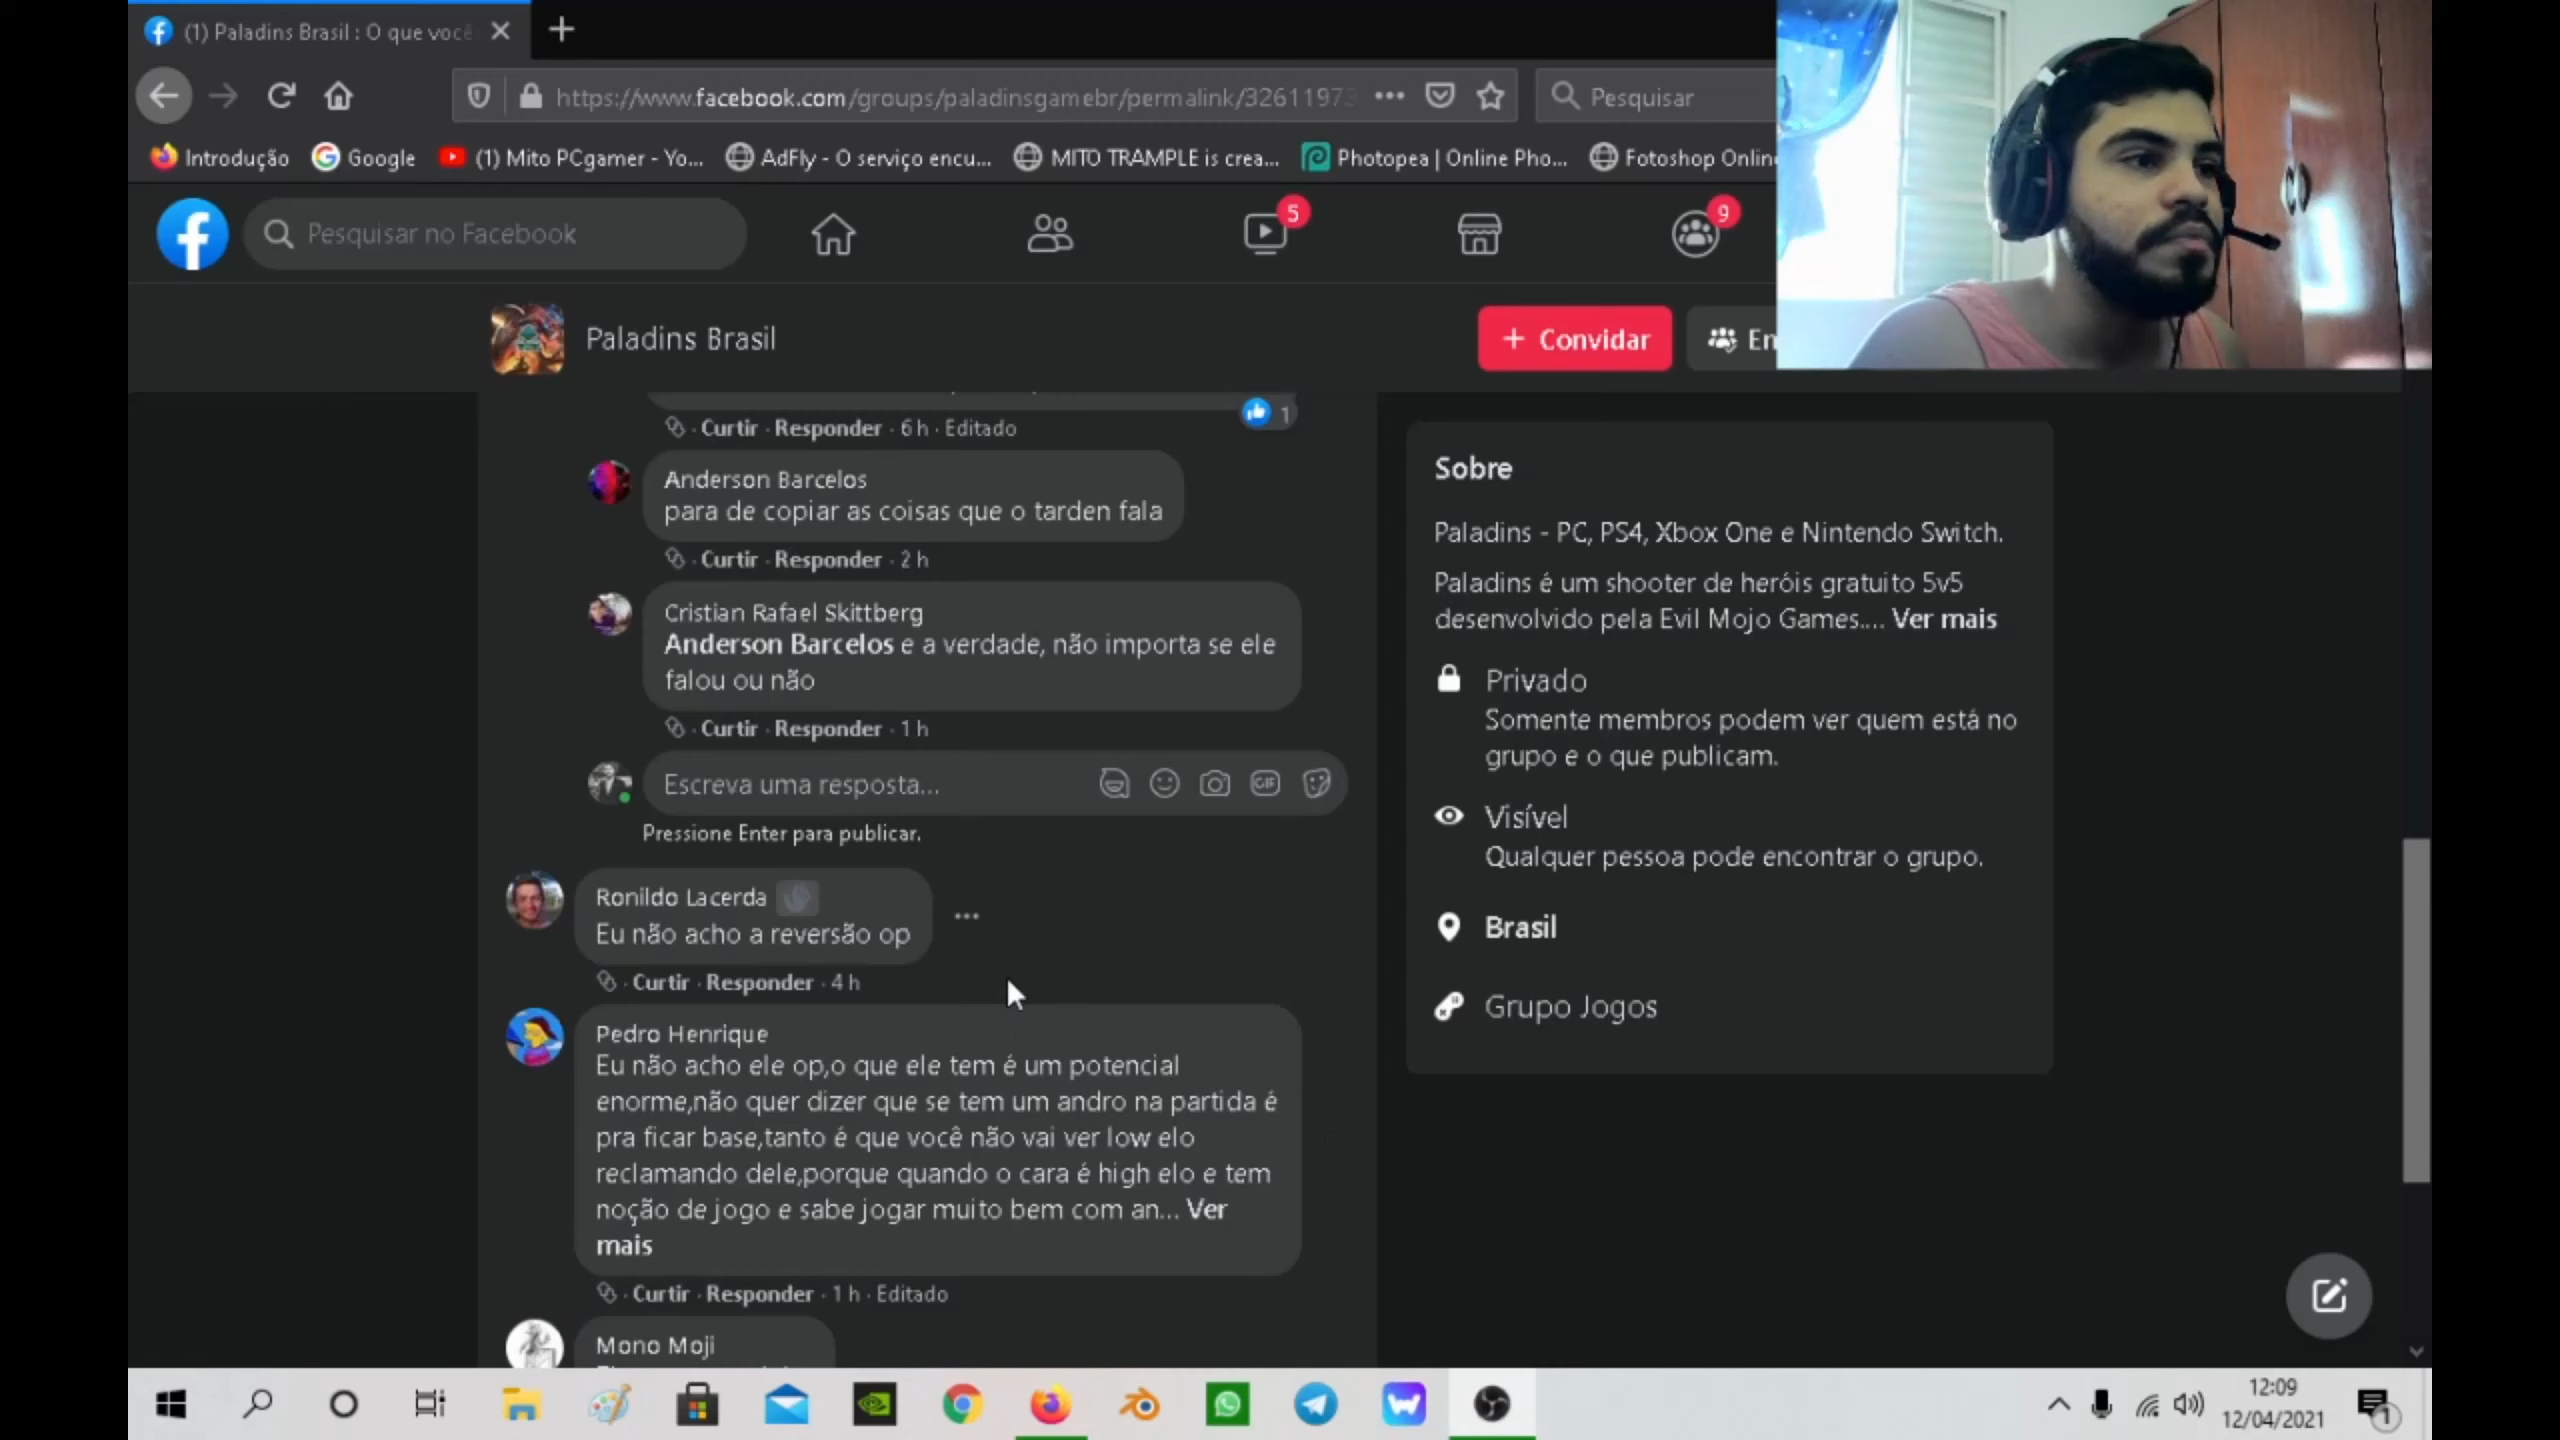 (1) Paladins Brasil : O que você
https://www.facebook.com/groups/paladinsgamebr/permalink/32611973
Pesquisar
Introdução
Google
(1) Mito PCgamer - Yo...
AdFly - O serviço encu...
MITO TRAMPLE is crea...
Photopea | Online Pho...
Fotoshop Onlin
Pesquisar no Facebook
5
9
Paladins Brasil
+ Convidar
En
Curtir · Responder · 6 h · Editado
1
Anderson Barcelos
para de copiar as coisas que o tarden fala
Curtir · Responder · 2 h
Cristian Rafael Skittberg
Anderson Barcelos e a verdade, não importa se ele
falou ou não
Curtir · Responder · 1 h
Escreva uma resposta...
GIF
Pressione Enter para publicar.
Ronildo Lacerda
Eu não acho a reversão op
Curtir · Responder · 4 h
Pedro Henrique
Eu não acho ele op,o que ele tem é um potencial
enorme,não quer dizer que se tem um andro na partida é
pra ficar base,tanto é que você não vai ver low elo
reclamando dele,porque quando o cara é high elo e tem
noção de jogo e sabe jogar muito bem com an... Ver
mais
Curtir · Responder · 1 h · Editado
Mono Moji
Sobre
Paladins - PC, PS4, Xbox One e Nintendo Switch.
Paladins é um shooter de heróis gratuito 5v5
desenvolvido pela Evil Mojo Games.... Ver mais
Privado
Somente membros podem ver quem está no
grupo e o que publicam.
Visível
Qualquer pessoa pode encontrar o grupo.
Brasil
Grupo Jogos
12:09
12/04/2021
1